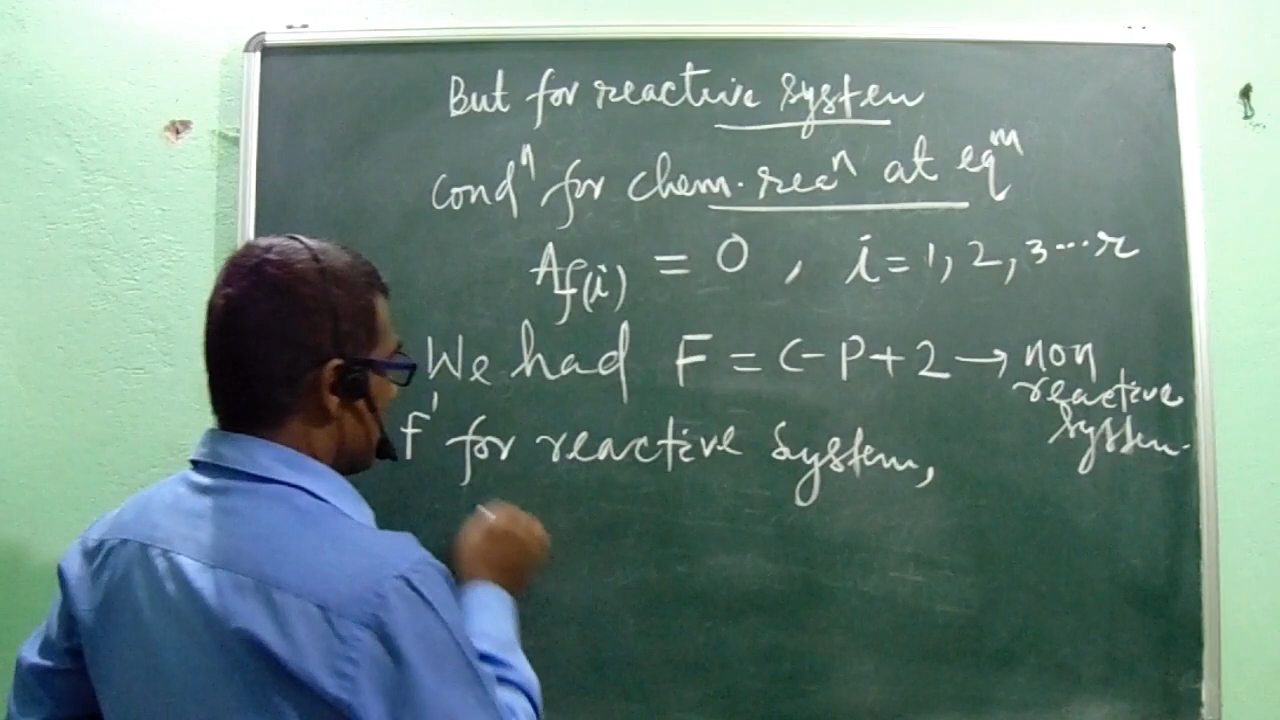 But for reactive system
condⁿ for chem. reacⁿ at eqᵐ
Af(i) = 0 , i = 1, 2, 3 ... r
We had F = C - P + 2 → non reactive system.
F' for reactive system,